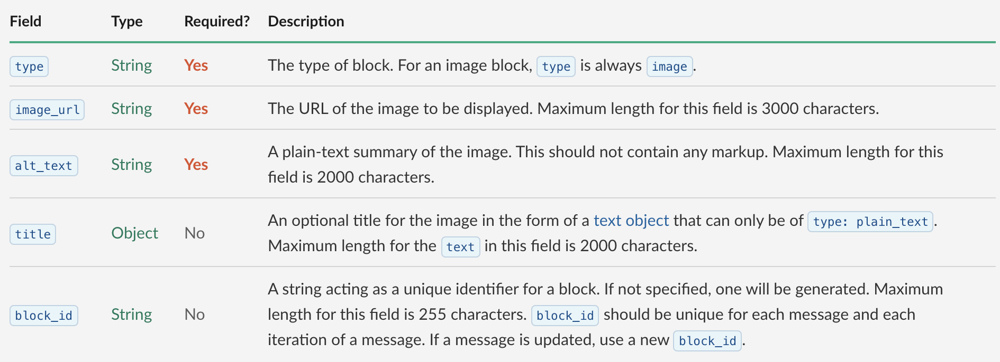 Field Type Required? Description
type String Yes The type of block. For an image block, type is always image.
image_url String Yes The URL of the image to be displayed. Maximum length for this field is 3000 characters.
alt_text String Yes A plain-text summary of the image. This should not contain any markup. Maximum length for this
field is 2000 characters.
title Object No An optional title for the image in the form of a text object that can only be of type: plain_text.
Maximum length for the text in this field is 2000 characters.
block_id String No A string acting as a unique identifier for a block. If not specified, one will be generated. Maximum
length for this field is 255 characters. block_id should be unique for each message and each
iteration of a message. If a message is updated, use a new block_id.